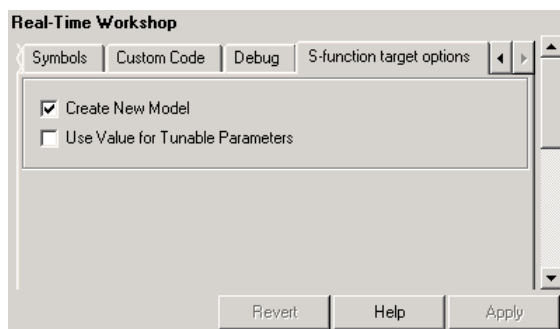 Real-Time Workshop
Symbols Custom Code Debug S-function target options
Create New Model
Use Value for Tunable Parameters
Revert Help Apply